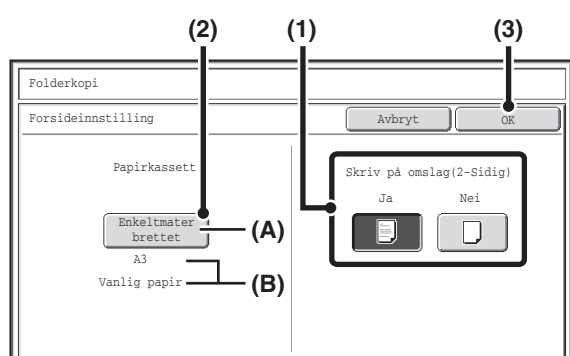 (2) (1) (3)
Folderkopi
Forsideinnstilling
Avbryt
OK
Papirkassett
Skriv på omslag(2-Sidig)
Ja
Nei
Enkeltmater
brettet
(A)
A3
Vanlig papir
(B)